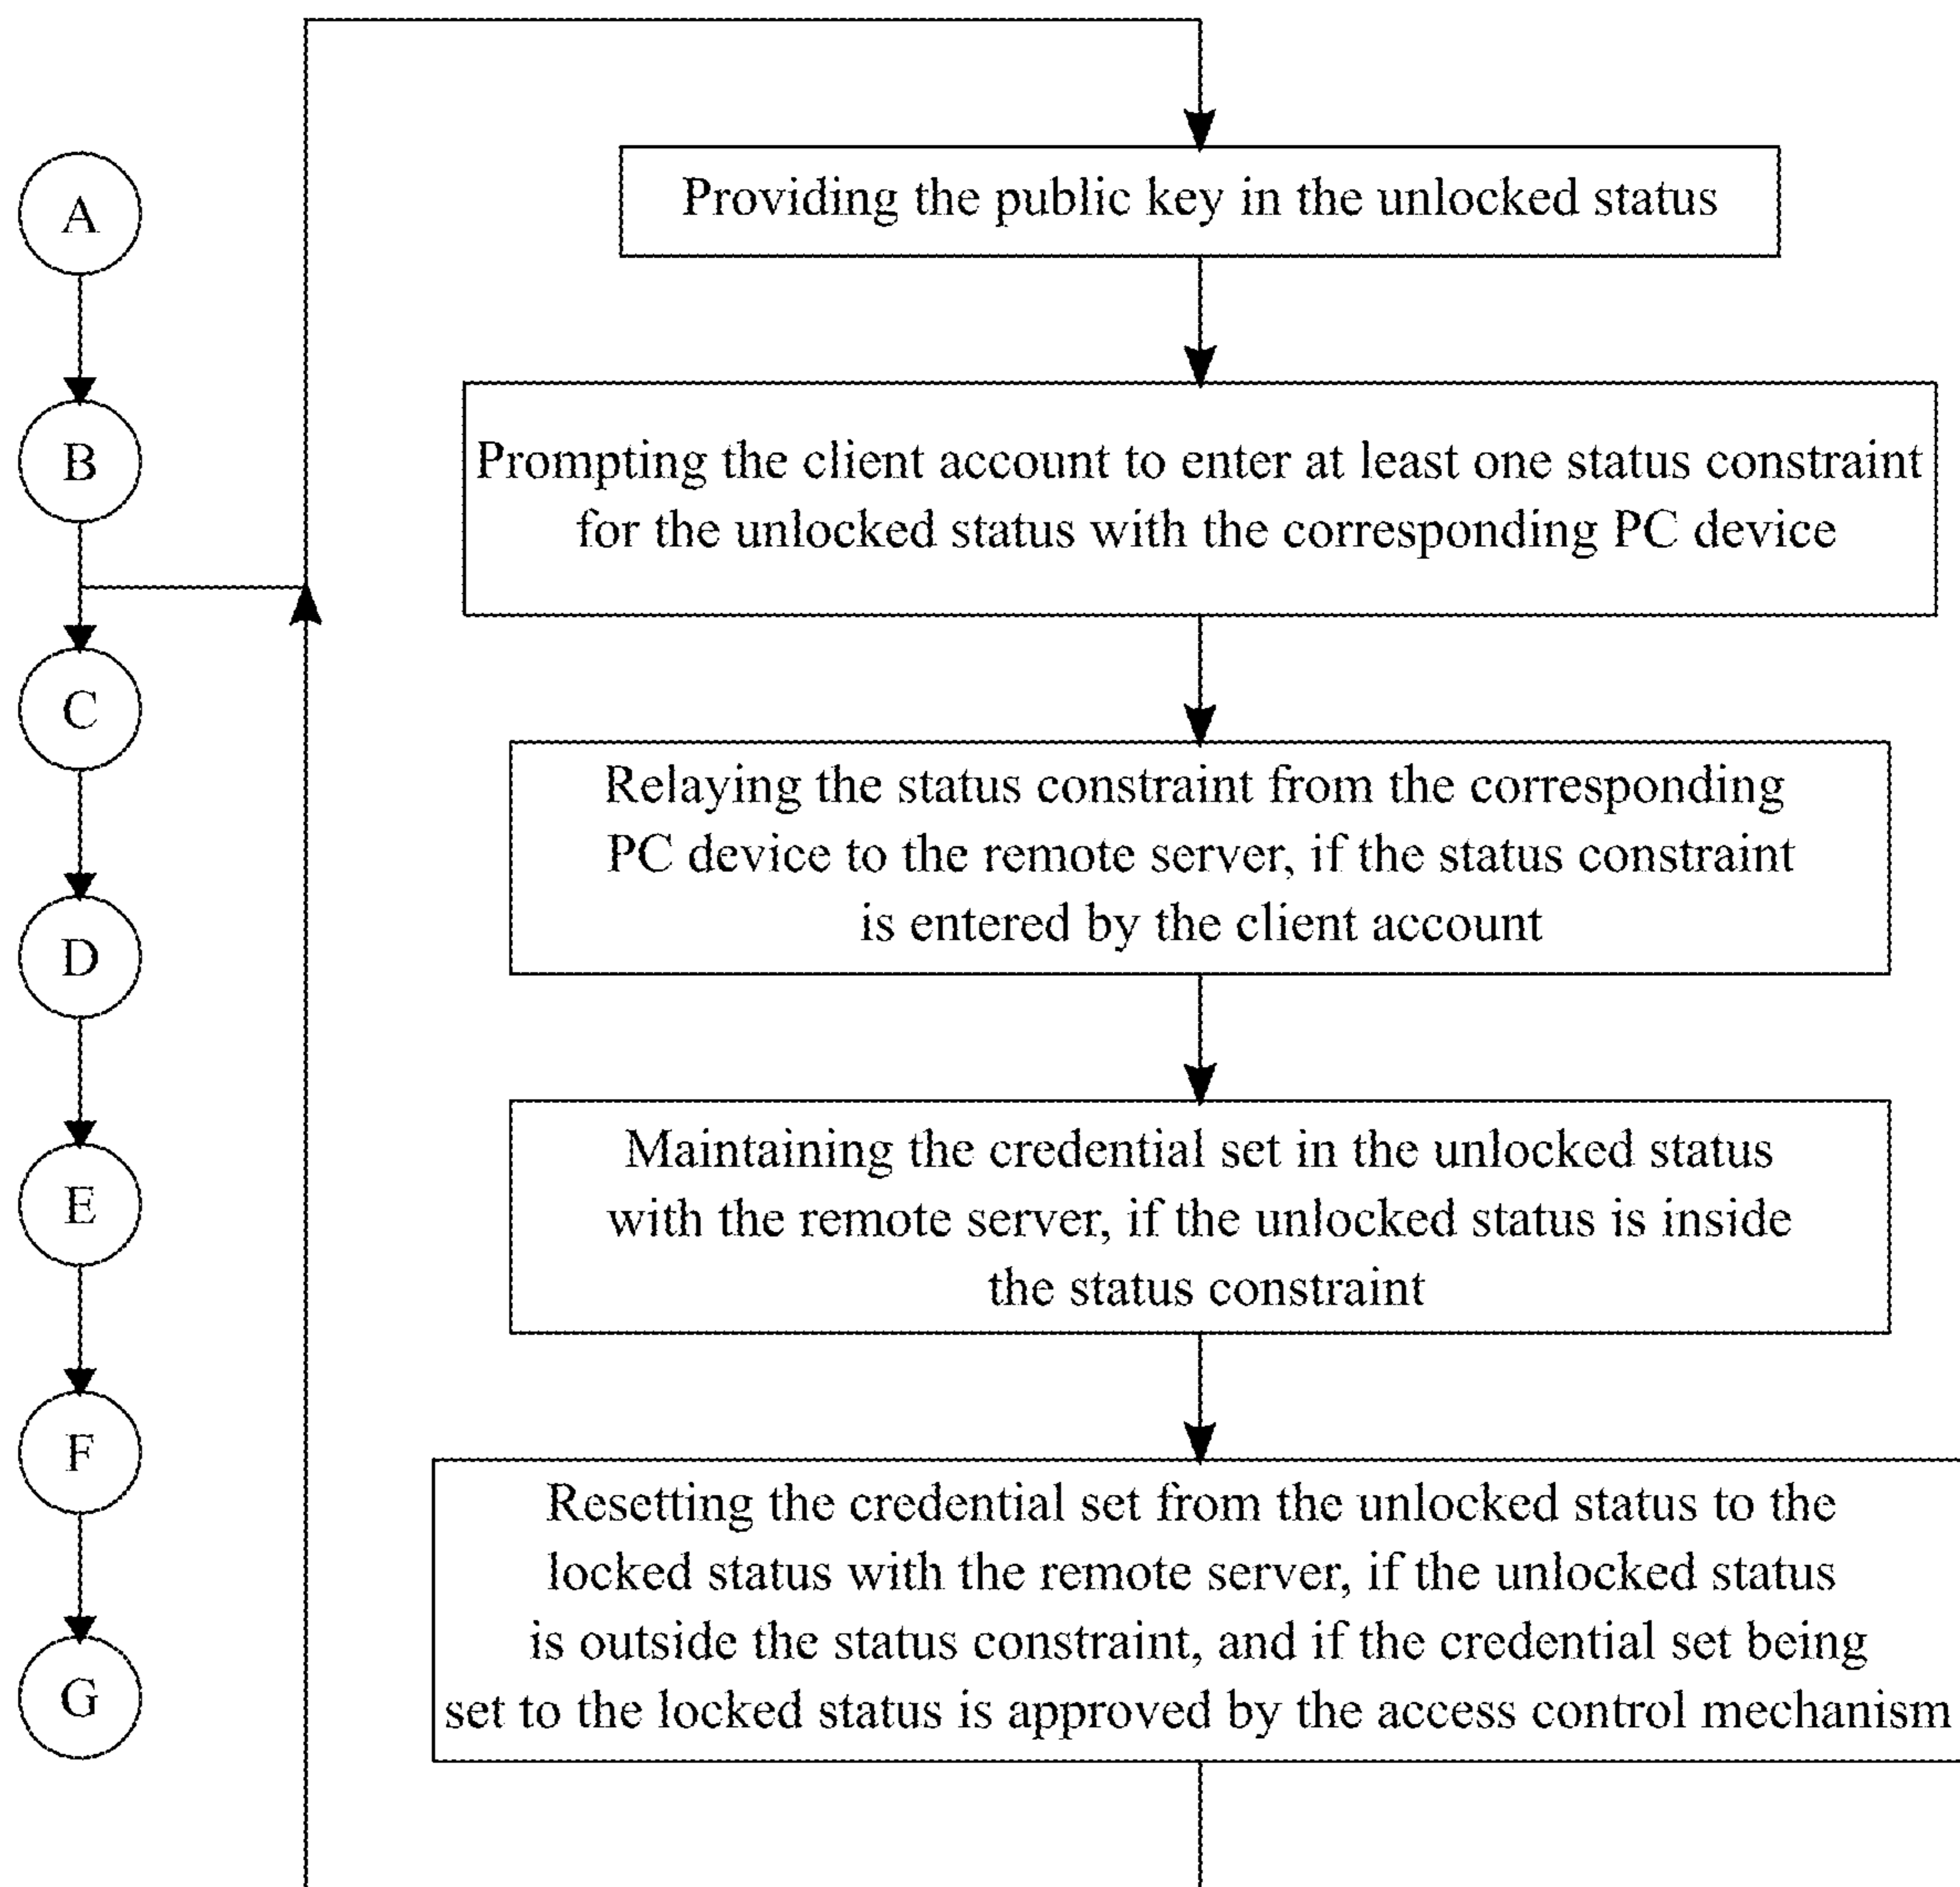 A
B
C
D
E
F
G
Providing the public key in the unlocked status
Prompting the client account to enter at least one status constraint
for the unlocked status with the corresponding PC device
Relaying the status constraint from the corresponding
PC device to the remote server, if the status constraint
is entered by the client account
Maintaining the credential set in the unlocked status
with the remote server, if the unlocked status is inside
the status constraint
Resetting the credential set from the unlocked status to the
locked status with the remote server, if the unlocked status
is outside the status constraint, and if the credential set being
set to the locked status is approved by the access control mechanism